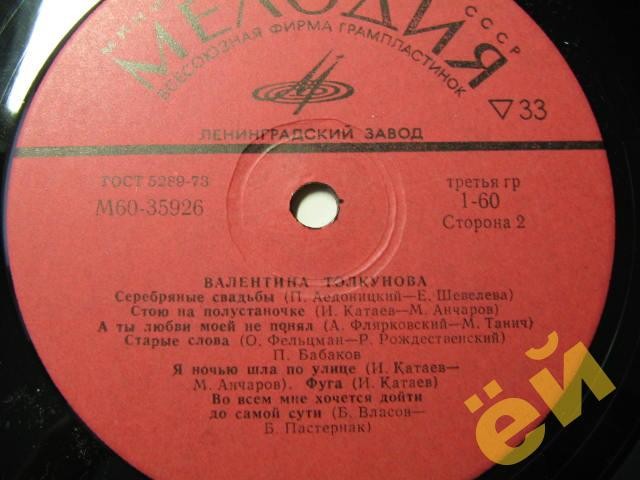 МЕЛОДИЯ
СССР
ВСЕСОЮЗНАЯ ФИРМА ГРАМПЛАСТИНОК
▽33
ЛЕНИНГРАДСКИЙ ЗАВОД
ГОСТ 5289-73
третья гр
М60-35926
1-60
Сторона 2
ВАЛЕНТИНА ТОЛКУНОВА
Серебряные свадьбы (П. Аедоницкий—Е. Шевелева)
Стою на полустаночке (И. Катаев—М. Анчаров)
А ты любви моей не понял (А. Флярковский—М. Танич)
Старые слова (О. Фельцман—Р. Рождественский)
П. Бабаков
Я ночью шла по улице (И. Катаев—
М. Анчаров). Фуга (И. Катаев)
Во всем мне хочется дойти
до самой сути (Б. Власов—
Б. Пастернак)
ёй